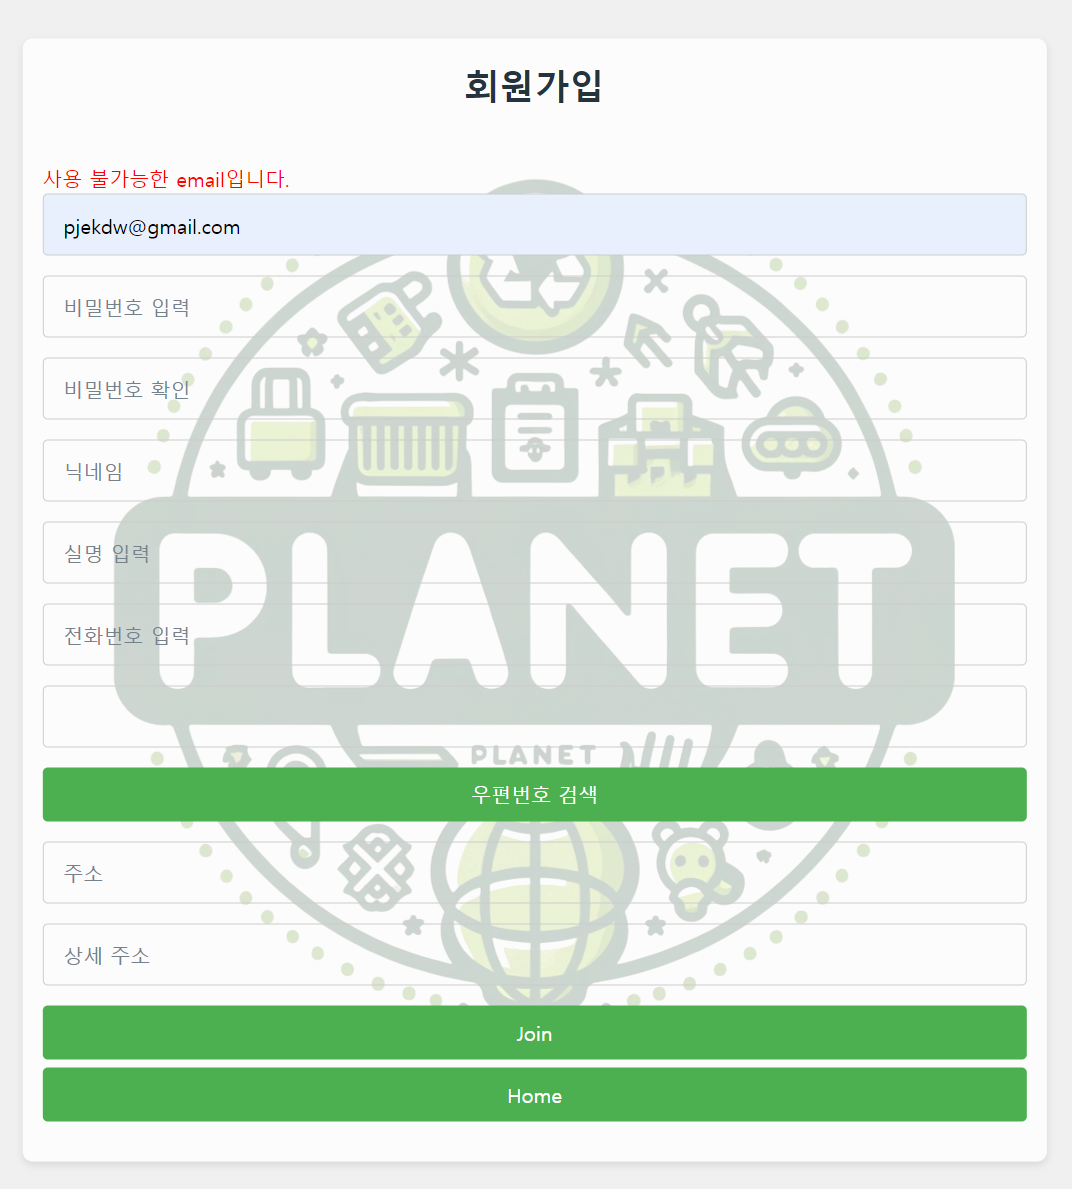 회원가입
사용 불가능한 email입니다.
pjekdw@gmail.com
비밀번호 입력
비밀번호 확인
닉네임
실명 입력
PLANET
전화번호 입력
PLANET
우편번호 검색
주소
상세 주소
Join
Home